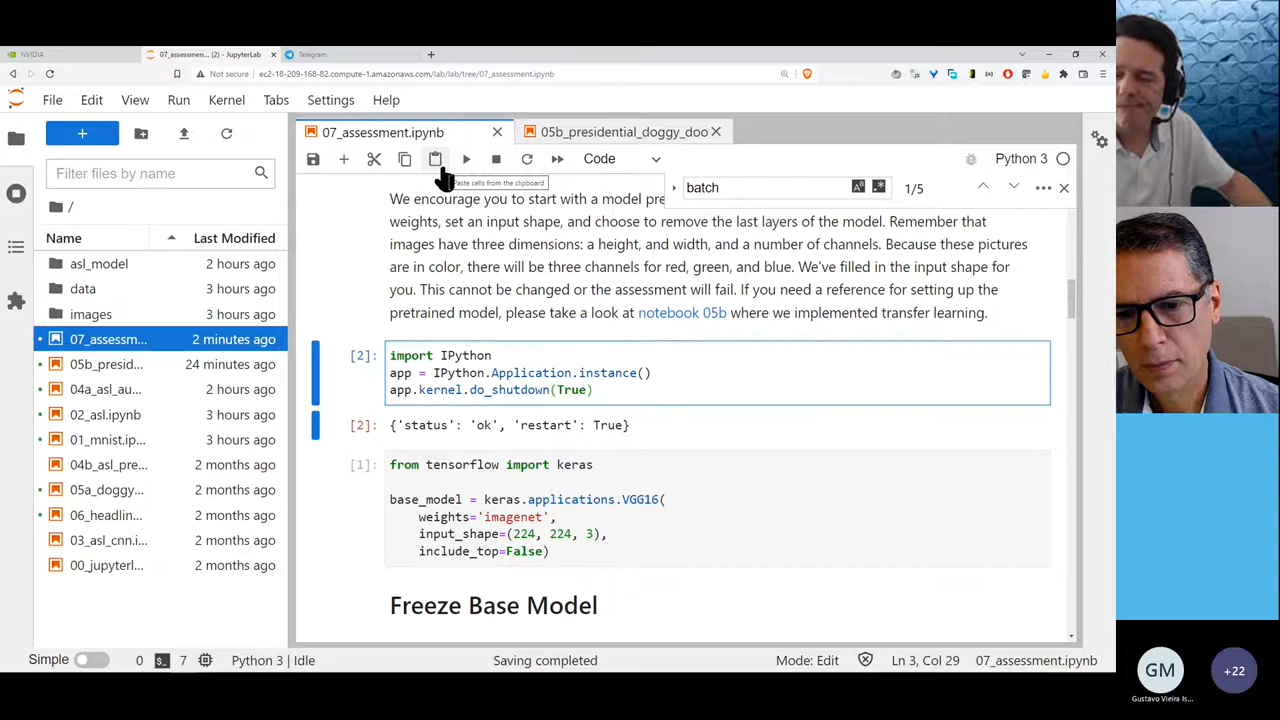 NVIDIA
07_assessmen... (2) - JupyterLab
Telegram
Not secure
ec2-18-209-168-82.compute-1.amazonaws.com/lab/lab/tree/07_assessment.ipynb
File Edit View Run Kernel Tabs Settings Help
07_assessment.ipynb
05b_presidential_doggy_doo
Code
Python 3
Filter files by name
Paste cells from the clipboard
batch
1/5
/
Name
Last Modified
asl_model 2 hours ago
data 3 hours ago
images 3 hours ago
07_assessm... 2 minutes ago
05b_presid... 24 minutes ago
04a_asl_au... 2 hours ago
02_asl.ipynb 2 hours ago
01_mnist.ip... 3 hours ago
04b_asl_pre... 2 months ago
05a_doggy... 2 months ago
06_headlin... 2 months ago
03_asl_cnn.i... 2 months ago
00_jupyterl... 2 months ago
We encourage you to start with a model pre
weights, set an input shape, and choose to remove the last layers of the model. Remember that
images have three dimensions: a height, and width, and a number of channels. Because these pictures
are in color, there will be three channels for red, green, and blue. We've filled in the input shape for
you. This cannot be changed or the assessment will fail. If you need a reference for setting up the
pretrained model, please take a look at notebook 05b where we implemented transfer learning.
[2]: import IPython
app = IPython.Application.instance()
app.kernel.do_shutdown(True)
[2]: {'status': 'ok', 'restart': True}
[1]: from tensorflow import keras
base_model = keras.applications.VGG16(
weights='imagenet',
input_shape=(224, 224, 3),
include_top=False)
Freeze Base Model
Simple 0 7 Python 3 | Idle
Saving completed
Mode: Edit
Ln 3, Col 29
07_assessment.ipynb
GM
+22
Gustavo Vieira Is...